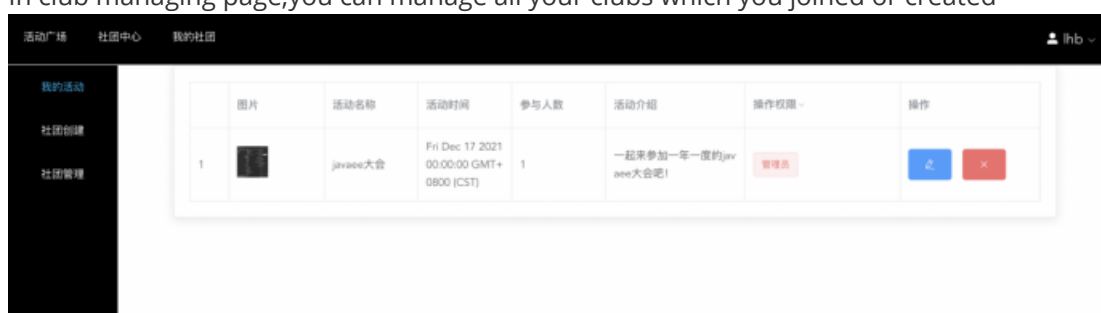 In club managing page,you can manage all your clubs which you joined or created
活动广场 社团中心 我的社团 lhb
我的活动
社团创建
社团管理
图片 活动名称 活动时间 参与人数 活动介绍 操作权限 操作
1 javaee大会 Fri Dec 17 2021 00:00:00 GMT+0800 (CST) 1 一起来参加一年一度的javaee大会吧! 管理员